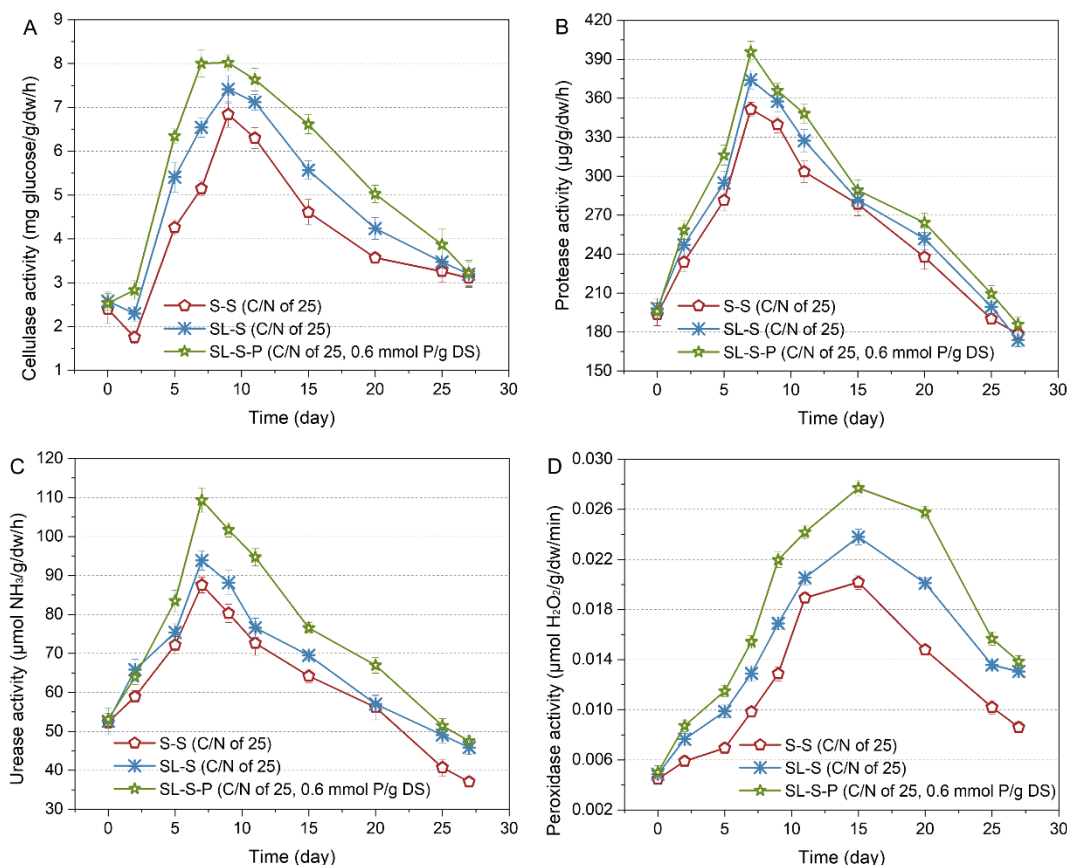 A
9
8
7
6
5
4
3
2
1
Cellulase activity (mg glucose/g/dw/h)
S-S (C/N of 25)
SL-S (C/N of 25)
SL-S-P (C/N of 25, 0.6 mmol P/g DS)
0 5 10 15 20 25 30
Time (day)
B
420
390
360
330
300
270
240
210
180
150
Protease activity (μg/g/dw/h)
S-S (C/N of 25)
SL-S (C/N of 25)
SL-S-P (C/N of 25, 0.6 mmol P/g DS)
0 5 10 15 20 25 30
Time (day)
C
120
110
100
90
80
70
60
50
40
30
Urease activity (μmol NH₃/g/dw/h)
S-S (C/N of 25)
SL-S (C/N of 25)
SL-S-P (C/N of 25, 0.6 mmol P/g DS)
0 5 10 15 20 25 30
Time (day)
D
0.030
0.026
0.022
0.018
0.014
0.010
0.006
0.002
Peroxidase activity (μmol H₂O₂/g/dw/min)
S-S (C/N of 25)
SL-S (C/N of 25)
SL-S-P (C/N of 25, 0.6 mmol P/g DS)
0 5 10 15 20 25 30
Time (day)